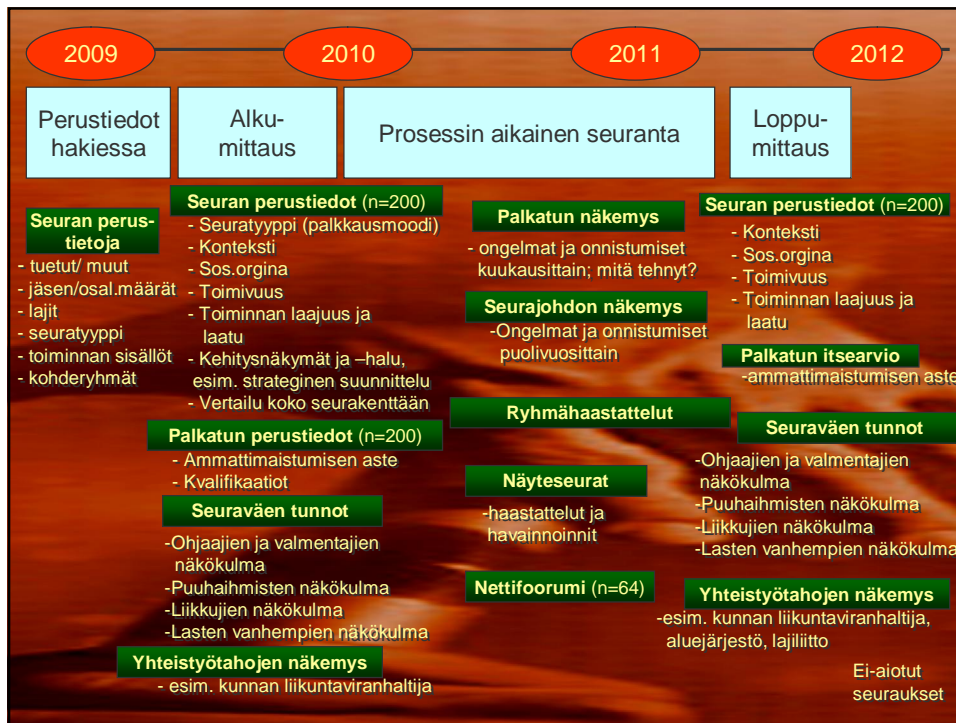 2009
2010
2011
2012
Perustiedot
hakiessa
Alku-
mittaus
Prosessin aikainen seuranta
Loppu-
mittaus
Seuran perus-
tietoja
- tuetut/ muut
- jäsen/osal.määrät
- lajit
- seuratyyppi
- toiminnan sisällöt
- kohderyhmät
Seuran perustiedot (n=200)
- Seuratyyppi (palkkausmoodi)
- Konteksti
- Sos.orgina
- Toimivuus
- Toiminnan laajuus ja
laatu
- Kehitysnäkymät ja –halu,
esim. strateginen suunnittelu
- Vertailu koko seurakenttään
Palkatun perustiedot (n=200)
- Ammattimaistumisen aste
- Kvalifikaatiot
Seuraväen tunnot
-Ohjaajien ja valmentajien
näkökulma
-Puuhaihmisten näkökulma
-Liikkujien näkökulma
-Lasten vanhempien näkökulma
Yhteistyötahojen näkemys
- esim. kunnan liikuntaviranhaltija
Palkatun näkemys
- ongelmat ja onnistumiset
kuukausittain; mitä tehnyt?
Seurajohdon näkemys
-Ongelmat ja onnistumiset
puolivuosittain
Ryhmähaastattelut
Näyteseurat
-haastattelut ja
havainnoinnit
Nettifoorumi (n=64)
Seuran perustiedot (n=200)
- Konteksti
- Sos.orgina
- Toimivuus
- Toiminnan laajuus ja
laatu
Palkatun itsearvio
-ammattimaistumisen aste
Seuraväen tunnot
-Ohjaajien ja valmentajien
näkökulma
-Puuhaihmisten näkökulma
-Liikkujien näkökulma
-Lasten vanhempien näkökulma
Yhteistyötahojen näkemys
-esim. kunnan liikuntaviranhaltija,
aluejärjestö, lajiliitto
Ei-aiotut
seuraukset